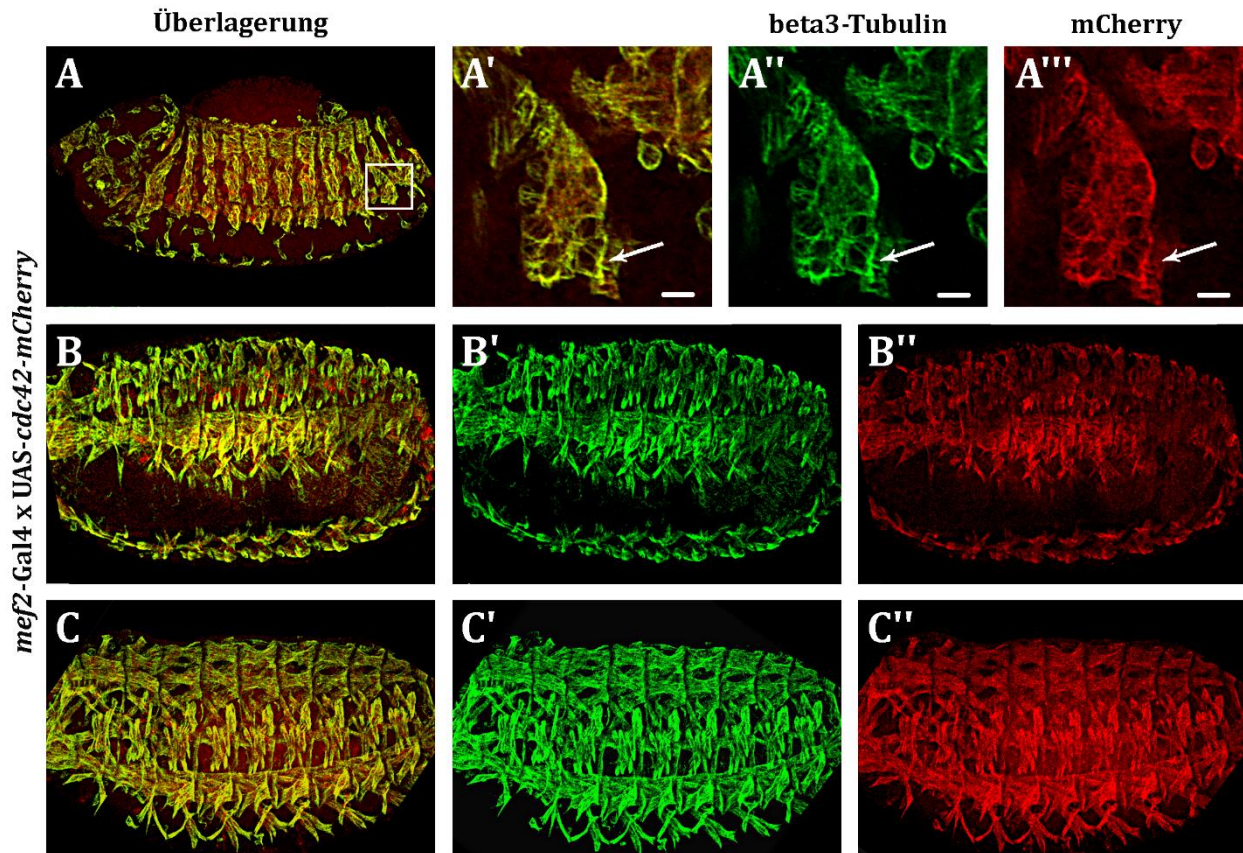 Überlagerung
beta3-Tubulin
mCherry
mef2-Gal4 x UAS-cdc42-mCherry
A
A'
A''
A'''
B
B'
B''
C
C'
C''